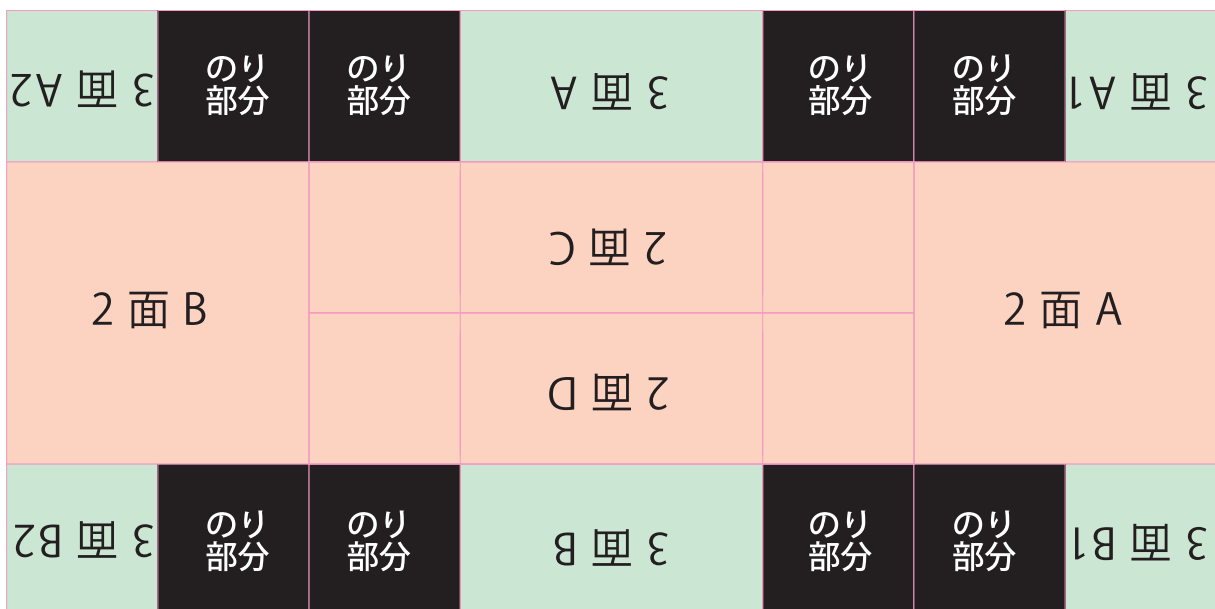 3 面 A2
のり
部分
のり
部分
3 面 A
のり
部分
のり
部分
3 面 A1
2 面 C
2 面 B
2 面 A
2 面 D
3 面 B2
のり
部分
のり
部分
3 面 B
のり
部分
のり
部分
3 面 B1